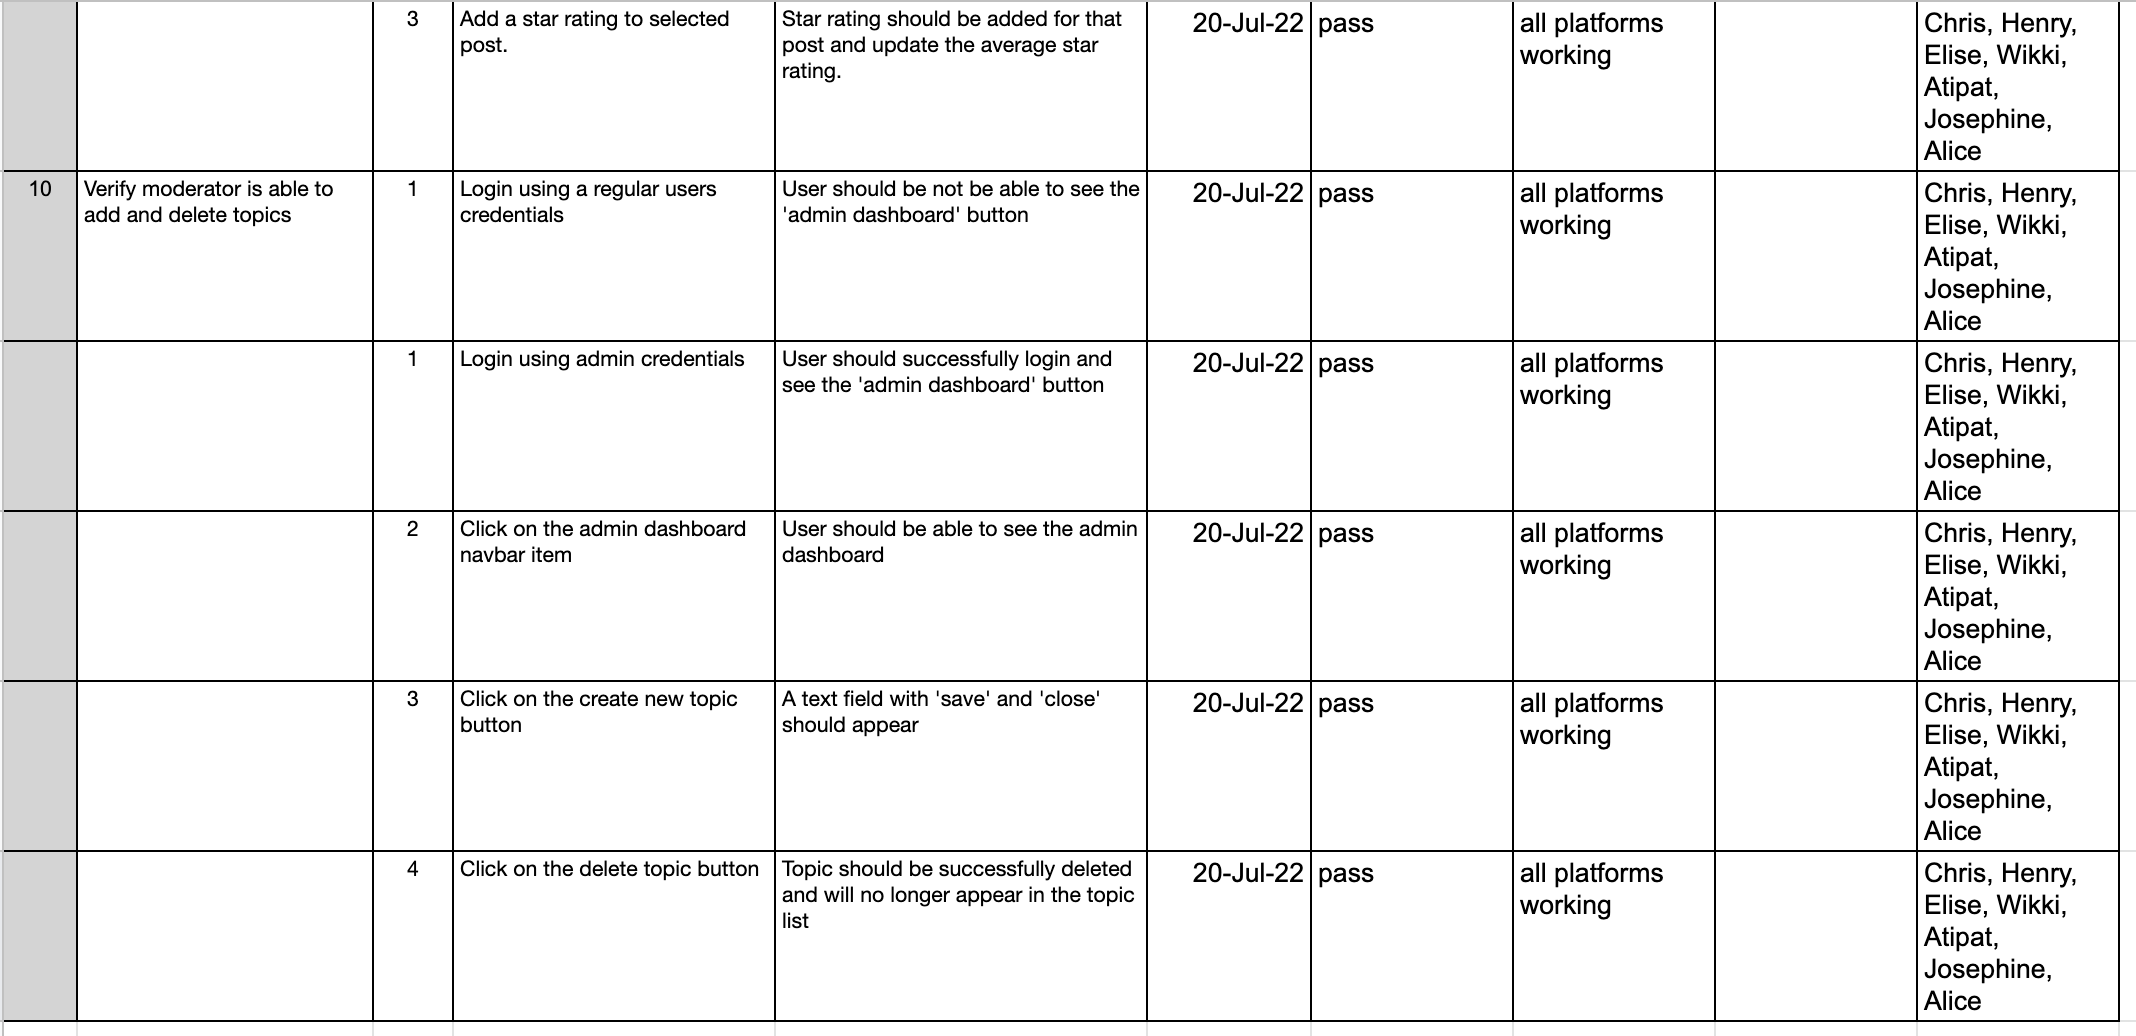 3
Add a star rating to selected
post.
Star rating should be added for that
post and update the average star
rating.
20-Jul-22
pass
all platforms
working
Chris, Henry,
Elise, Wikki,
Atipat,
Josephine,
Alice
10
Verify moderator is able to
add and delete topics
1
Login using a regular users
credentials
User should be not be able to see the
'admin dashboard' button
20-Jul-22
pass
all platforms
working
Chris, Henry,
Elise, Wikki,
Atipat,
Josephine,
Alice
1
Login using admin credentials
User should successfully login and
see the 'admin dashboard' button
20-Jul-22
pass
all platforms
working
Chris, Henry,
Elise, Wikki,
Atipat,
Josephine,
Alice
2
Click on the admin dashboard
navbar item
User should be able to see the admin
dashboard
20-Jul-22
pass
all platforms
working
Chris, Henry,
Elise, Wikki,
Atipat,
Josephine,
Alice
3
Click on the create new topic
button
A text field with 'save' and 'close'
should appear
20-Jul-22
pass
all platforms
working
Chris, Henry,
Elise, Wikki,
Atipat,
Josephine,
Alice
4
Click on the delete topic button
Topic should be successfully deleted
and will no longer appear in the topic
list
20-Jul-22
pass
all platforms
working
Chris, Henry,
Elise, Wikki,
Atipat,
Josephine,
Alice